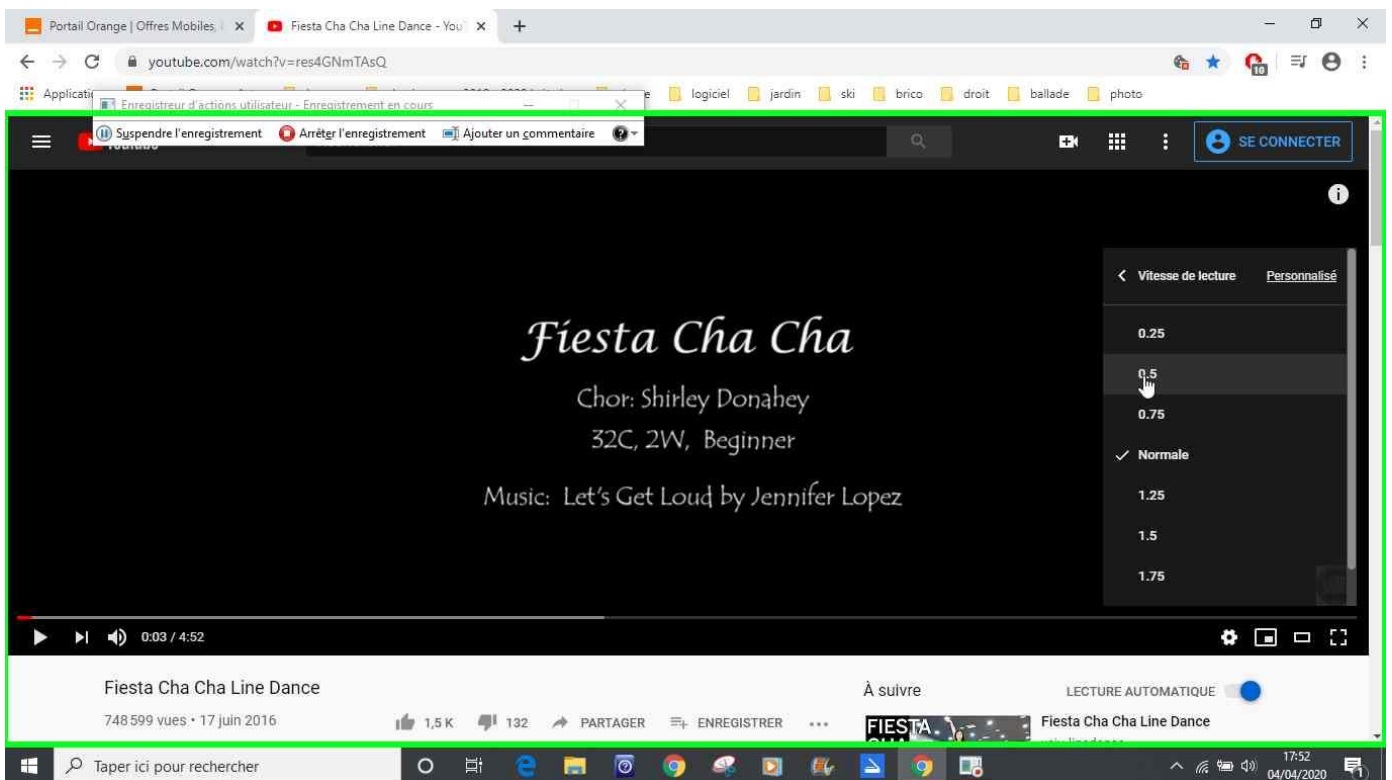 Portail Orange | Offres Mobiles,
Fiesta Cha Cha Line Dance - You
youtube.com/watch?v=res4GNmTAsQ
10
Applicati
logiciel
jardin
ski
brico
droit
ballade
photo
Enregistreur d'actions utilisateur - Enregistrement en cours
Suspendre l'enregistrement
Arrêter l'enregistrement
Ajouter un commentaire
SE CONNECTER
Vitesse de lecture
Personnalisé
0.25
0.5
0.75
Normale
1.25
1.5
1.75
Fiesta Cha Cha
Chor: Shirley Donahey
32C, 2W, Beginner
Music: Let's Get Loud by Jennifer Lopez
0:03 / 4:52
Fiesta Cha Cha Line Dance
748 599 vues • 17 juin 2016
1,5 K
132
PARTAGER
ENREGISTRER
À suivre
LECTURE AUTOMATIQUE
FIESTA
Fiesta Cha Cha Line Dance
Taper ici pour rechercher
17:52
04/04/2020